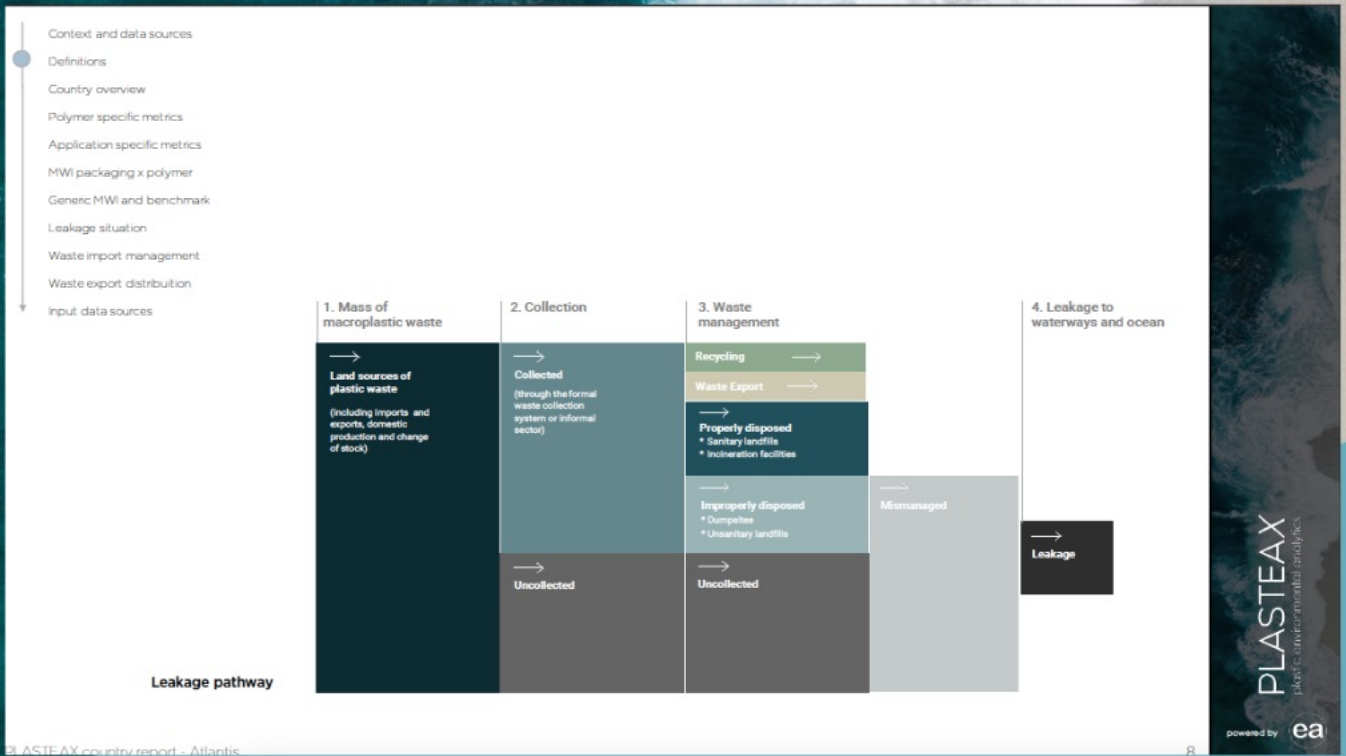 Context and data sources
Definitions
Country overview
Polymer specific metrics
Application specific metrics
MWI packaging x polymer
Generic MWI and benchmark
Leakage situation
Waste import management
Waste export distribuition
Input data sources
1. Mass of
macroplastic waste
2. Collection
3. Waste
management
4. Leakage to
waterways and ocean
Land sources of
plastic waste
(including imports and
exports, domestic
production and change
of stock)
Collected
(through the formal
waste collection
system or informal
sector)
Uncollected
Recycling
Waste Export
Properly disposed
* Sanitary landfills
* Incineration facilities
Improperly disposed
* Dumpsites
* Unsanitary landfills
Uncollected
Mismanaged
Leakage
Leakage pathway
PLASTEAX country report - Atlantis
8
PLASTEAX
plastic environmental analytics
powered by ea